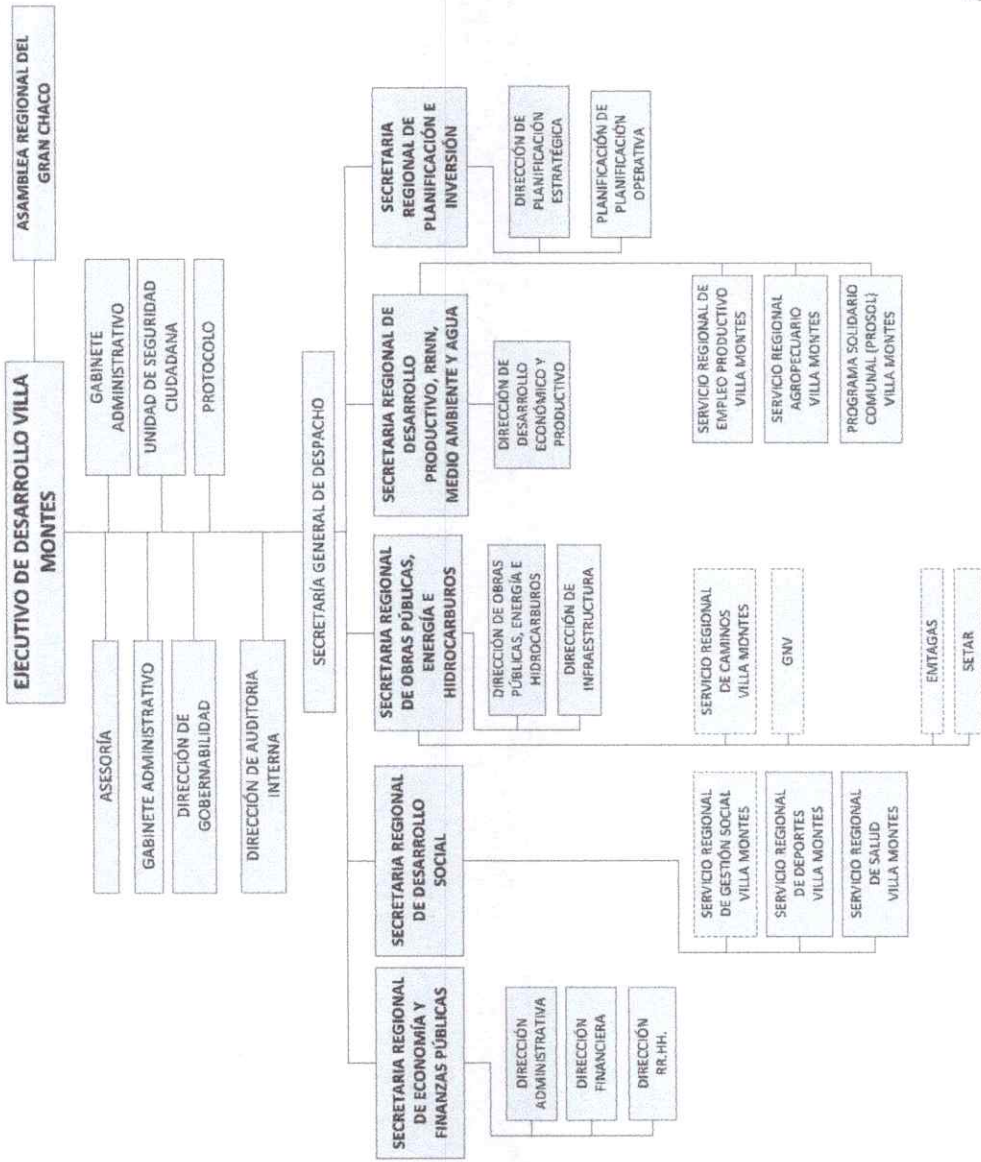 EJECUTIVO DE DESARROLLO VILLA
MONTES
ASAMBLEA REGIONAL DEL
GRAN CHACO
ASESORÍA
GABINETE ADMINISTRATIVO
DIRECCIÓN DE
GOBERNABILIDAD
DIRECCIÓN DE AUDITORIA
INTERNA
GABINETE
ADMINISTRATIVO
UNIDAD DE SEGURIDAD
CIUDADANA
PROTOCOLO
SECRETARÍA GENERAL DE DESPACHO
SECRETARIA REGIONAL
DE ECONOMÍA Y
FINANZAS PÚBLICAS
DIRECCIÓN
ADMINISTRATIVA
DIRECCIÓN
FINANCIERA
DIRECCIÓN
RR.HH.
SECRETARIA REGIONAL
DE DESARROLLO
SOCIAL
SERVICIO REGIONAL
DE GESTIÓN SOCIAL
VILLA MONTES
SERVICIO REGIONAL
DE DEPORTES
VILLA MONTES
SERVICIO REGIONAL
DE SALUD
VILLA MONTES
SECRETARIA REGIONAL
DE OBRAS PÚBLICAS,
ENERGÍA E
HIDROCARBUROS
DIRECCIÓN DE OBRAS
PÚBLICAS, ENERGÍA E
HIDROCARBUROS
DIRECCIÓN DE
INFRAESTRUCTURA
SERVICIO REGIONAL
DE CAMINOS
VILLA MONTES
GNV
EMTAGAS
SETAR
SECRETARIA REGIONAL DE
DESARROLLO
PRODUCTIVO, RRNN,
MEDIO AMBIENTE Y AGUA
DIRECCIÓN DE
DESARROLLO
ECONÓMICO Y
PRODUCTIVO
SERVICIO REGIONAL DE
EMPLEO PRODUCTIVO
VILLA MONTES
SERVICIO REGIONAL
AGROPECUARIO
VILLA MONTES
PROGRAMA SOLIDARIO
COMUNAL (PROSOL)
VILLA MONTES
SECRETARIA
REGIONAL DE
PLANIFICACIÓN E
INVERSIÓN
DIRECCIÓN DE
PLANIFICACIÓN
ESTRATÉGICA
PLANIFICACIÓN DE
PLANIFICACIÓN
OPERATIVA